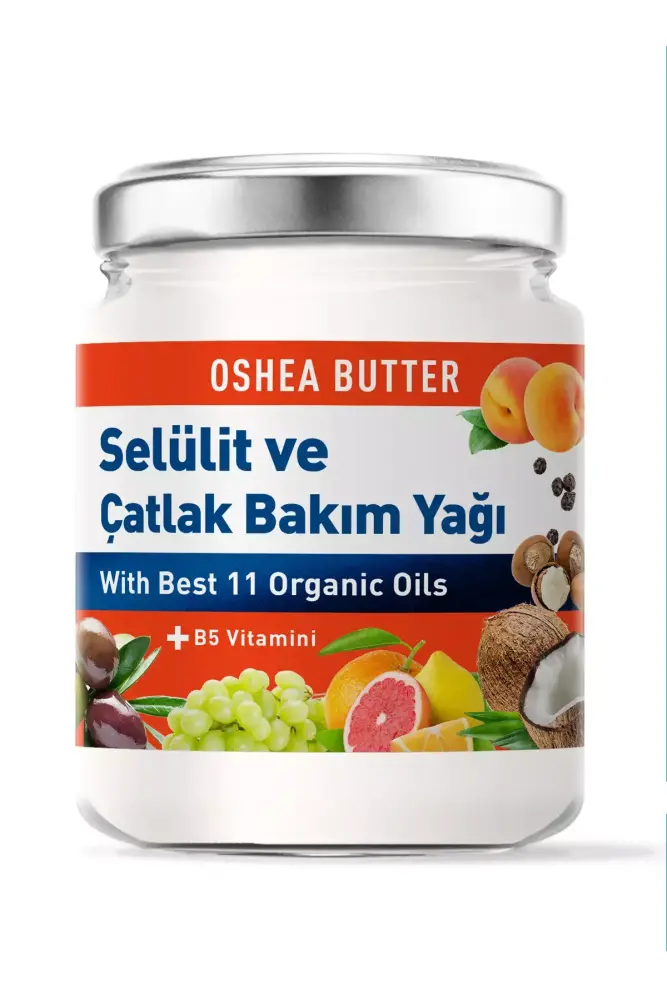 OSHEA BUTTER
Selülit ve
Çatlak Bakım Yağı
With Best 11 Organic Oils
+ B5 Vitamini